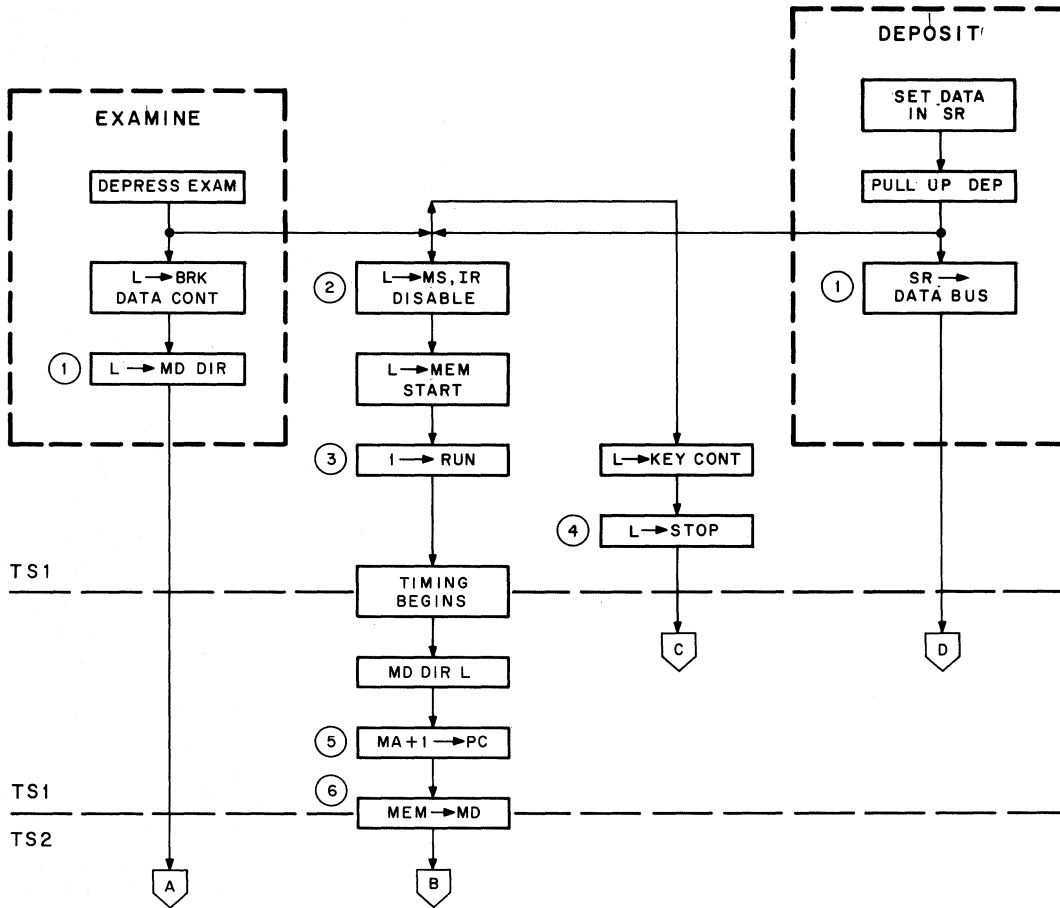 DEPOSIT
SET DATA
IN SR
PULL UP DEP
SR →
DATA BUS
1
EXAMINE
DEPRESS EXAM
L → BRK
DATA CONT
1
L → MD DIR
2
L → MS, IR
DISABLE
L → MEM
START
3
1 → RUN
L → KEY CONT
4
L → STOP
TS1
TIMING
BEGINS
C
D
MD DIR L
5
MA+1 → PC
TS1
6
MEM → MD
TS2
A
B